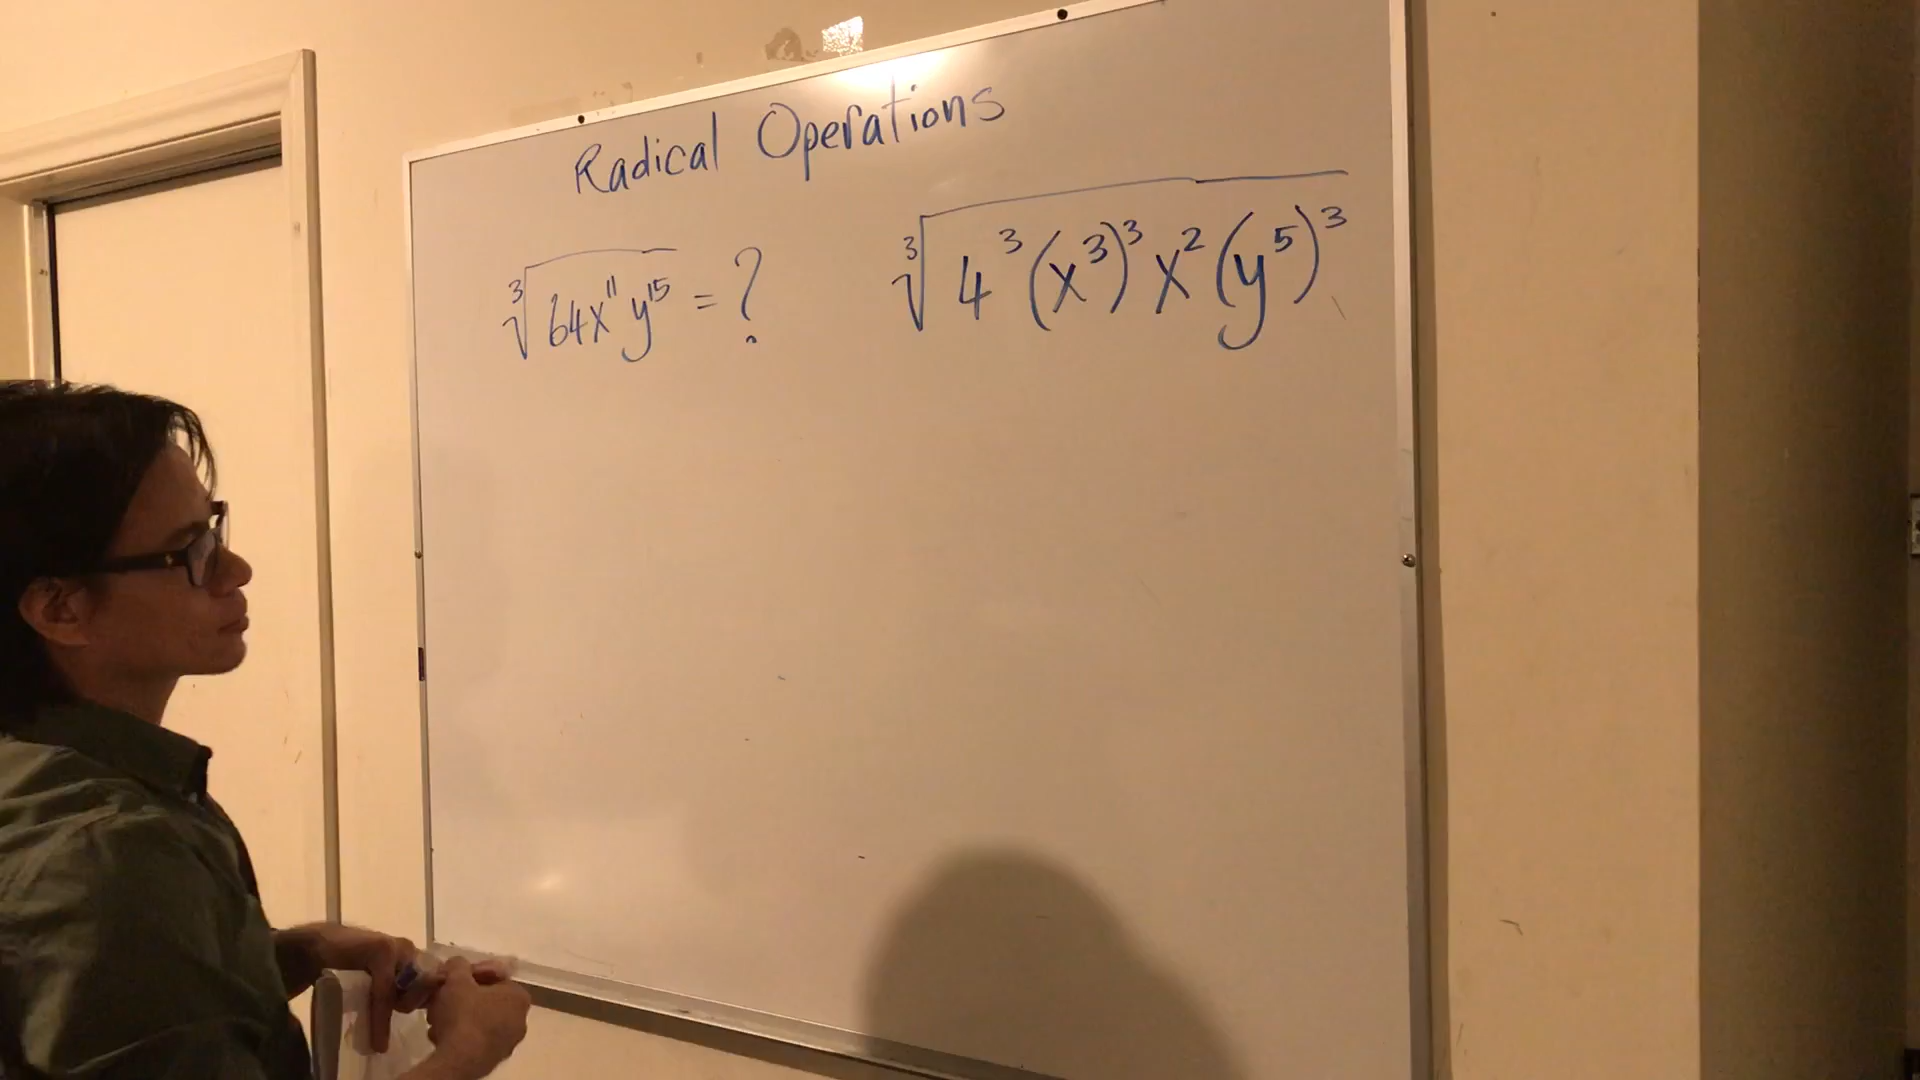 Radical Operations
∛64x¹¹y¹⁵ = ?
∛4³(x³)³x²(y⁵)³